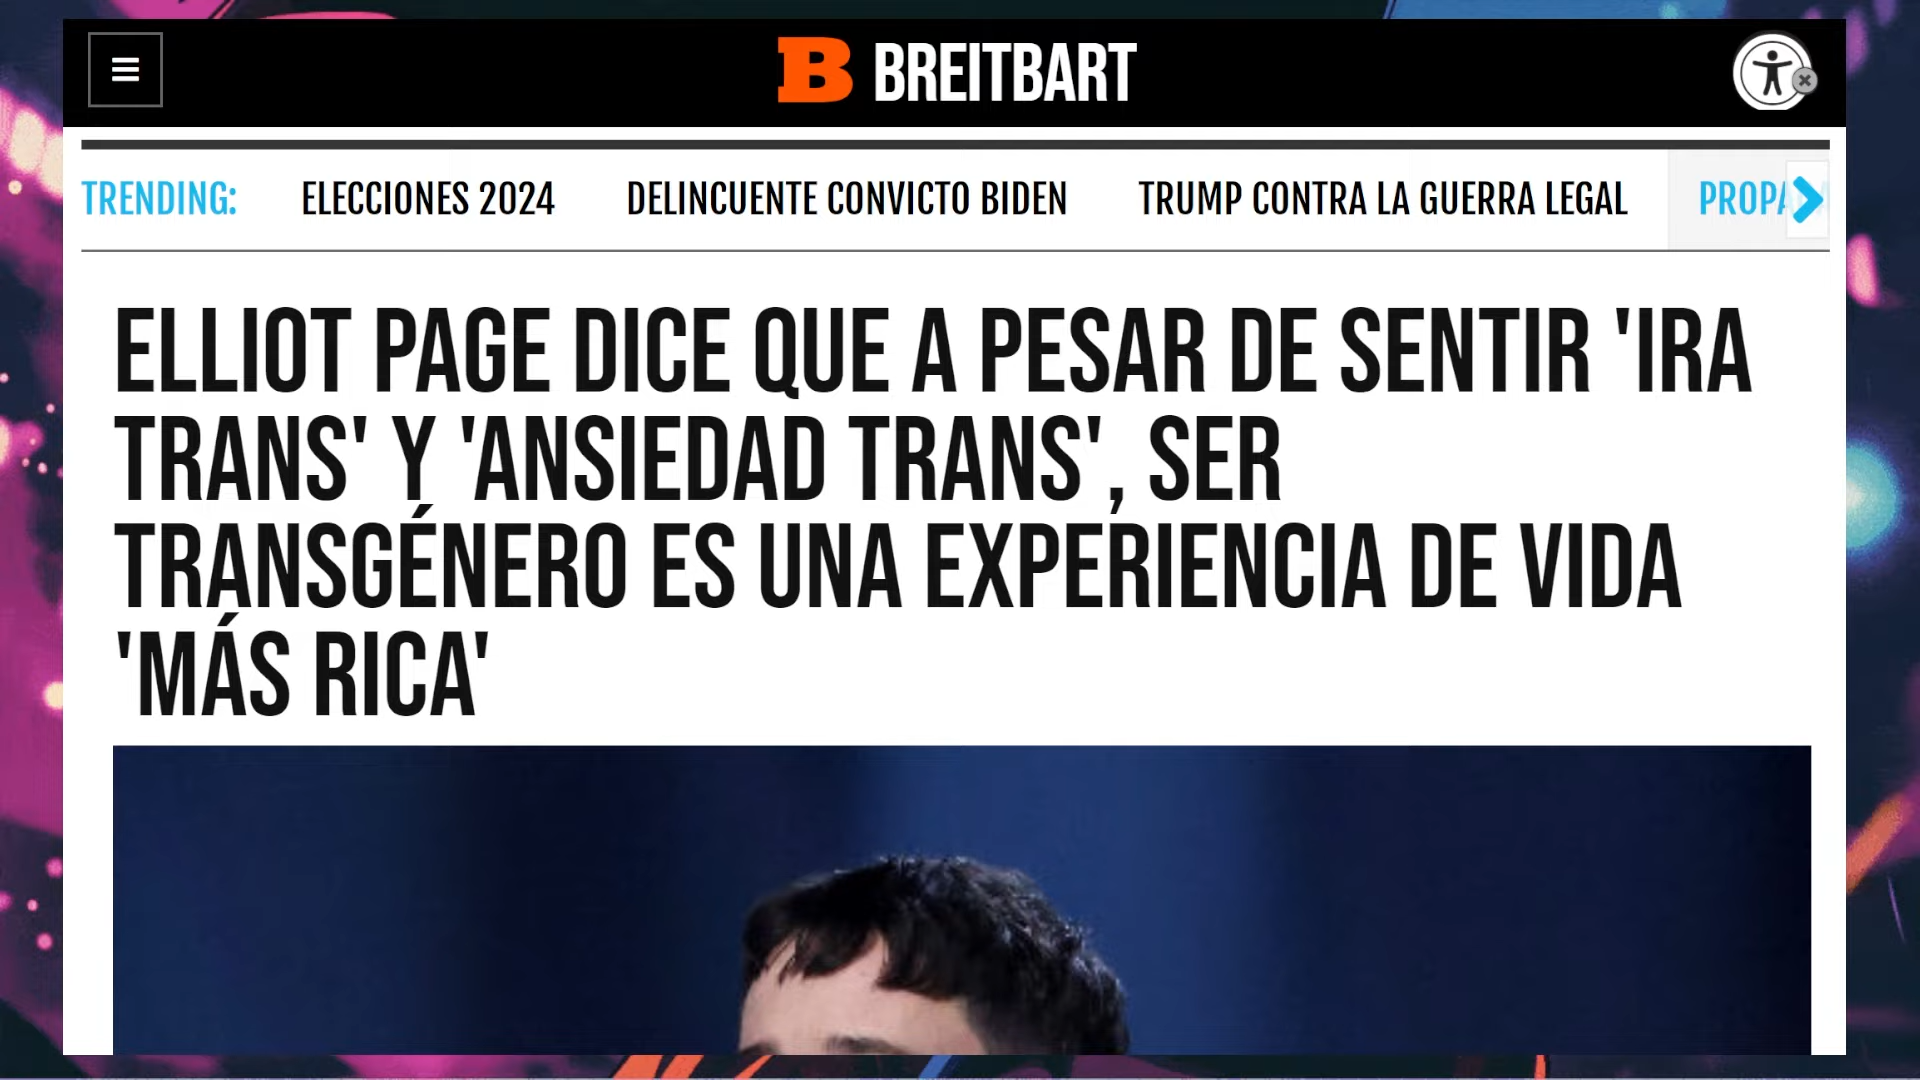 B BREITBART
TRENDING: ELECCIONES 2024 DELINCUENTE CONVICTO BIDEN TRUMP CONTRA LA GUERRA LEGAL
ELLIOT PAGE DICE QUE A PESAR DE SENTIR 'IRA
TRANS' Y 'ANSIEDAD TRANS', SER
TRANSGÉNERO ES UNA EXPERIENCIA DE VIDA
'MÁS RICA'